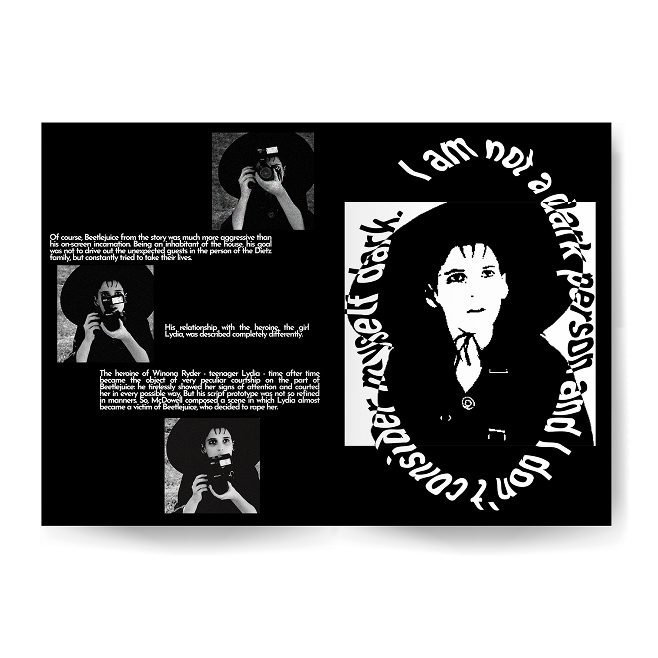 Of course, Beetlejuice from the story was much more aggressive than
his on-screen incarnation. Being an inhabitant of the house, his goal
was not to drive out the unexpected guests in the person of the Dietz
family, but constantly tried to take their lives.
His relationship with the heroine, the girl
Lydia, was described completely differently.
The heroine of Winong Ryder - teenager Lydia - time after time
became the object of very peculiar courtship on the part of
Beetlejuice: he tirelessly showed her signs of attention and courted
her in every possible way. But his script prototype was not so refined
in manners. So, McDowell composed a scene in which Lydia almost
became a victim of Beetlejuice, who decided to rape her.
I am not a dark person and I don't consider myself dark.